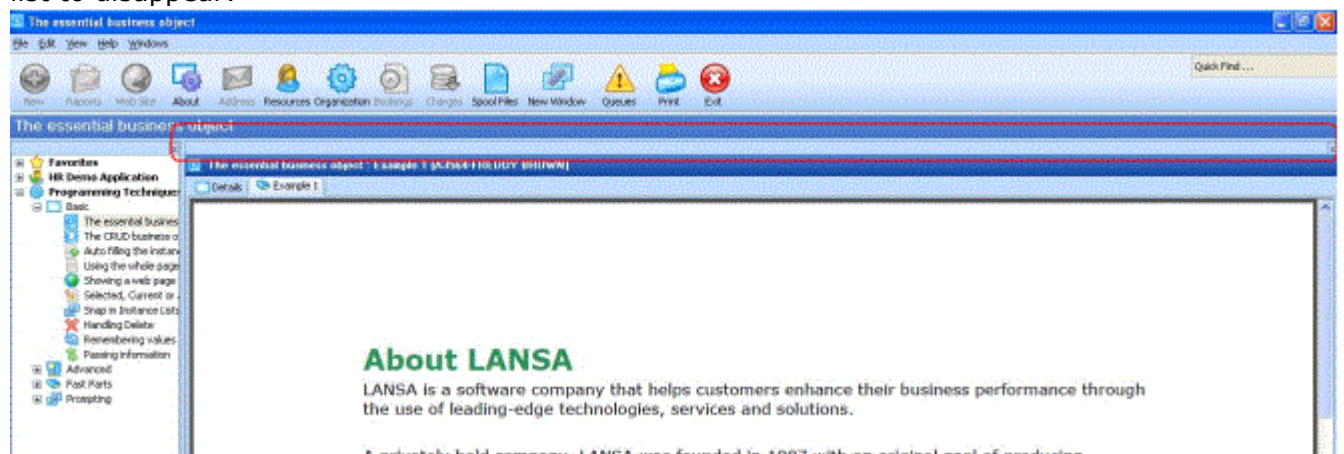 list to disappear.
The essential business object
File Edit View Help Windows
Quick Find ...
New Reports Web Site About Address Resources Organization Bookings Charges Spool Files New Window Queues Print Exit
The essential business object
Favorites
The essential business object : Example 1
HR Demo Application
Details Example 1
Programming Technique
Basic
The essential busines
The CRUD business o
Auto filling the instan
Using the whole page
Showing a web page
Selected, Current or
Snap in Instance Lists
Handling Delete
Remembering values
Passing Information
Advanced
Fast Parts
Prompting
About LANSA
LANSA is a software company that helps customers enhance their business performance through
the use of leading-edge technologies, services and solutions.
A privately held company, LANSA was founded in 1987 with an original goal of producing